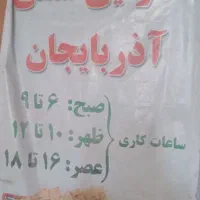 آذربایجان
صبح: ۶ تا ۹
ساعات کاری { ظهر: ۱۰ تا ۱۲
عصر: ۱۶ تا ۱۸